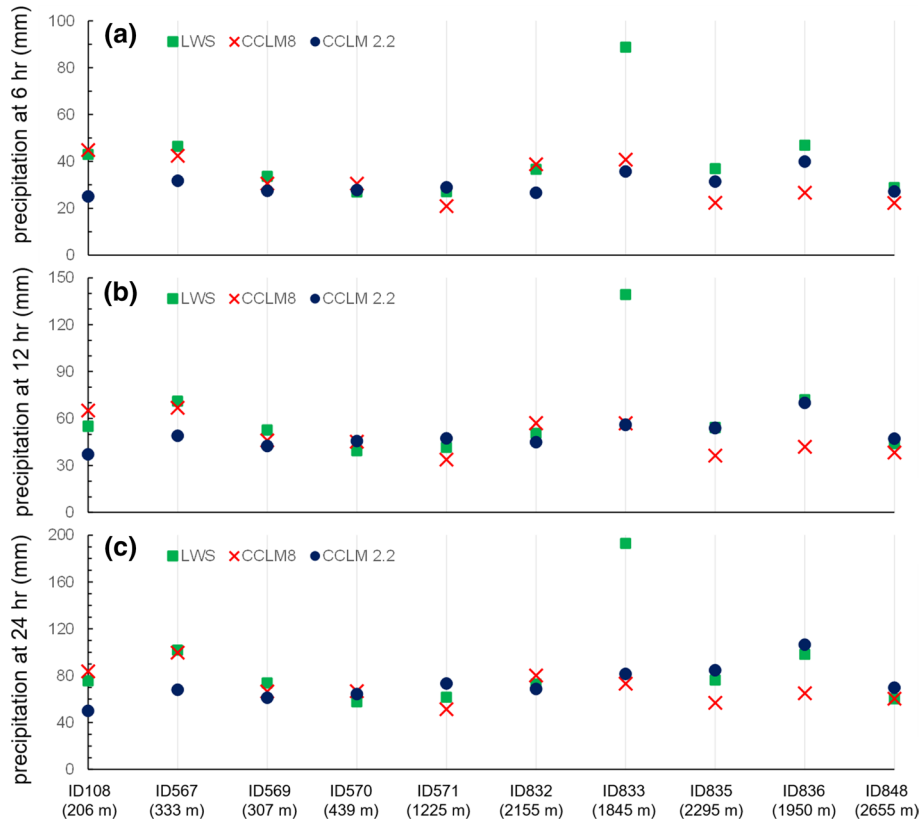 precipitation at 6 hr (mm)
(a)
LWS CCLM8 CCLM 2.2
100
80
60
40
20
0
precipitation at 12 hr (mm)
(b)
LWS CCLM8 CCLM 2.2
150
120
90
60
30
0
precipitation at 24 hr (mm)
(c)
LWS CCLM8 CCLM 2.2
200
160
120
80
40
0
ID108 ID567 ID569 ID570 ID571 ID832 ID833 ID835 ID836 ID848
(206 m) (333 m) (307 m) (439 m) (1225 m) (2155 m) (1845 m) (2295 m) (1950 m) (2655 m)